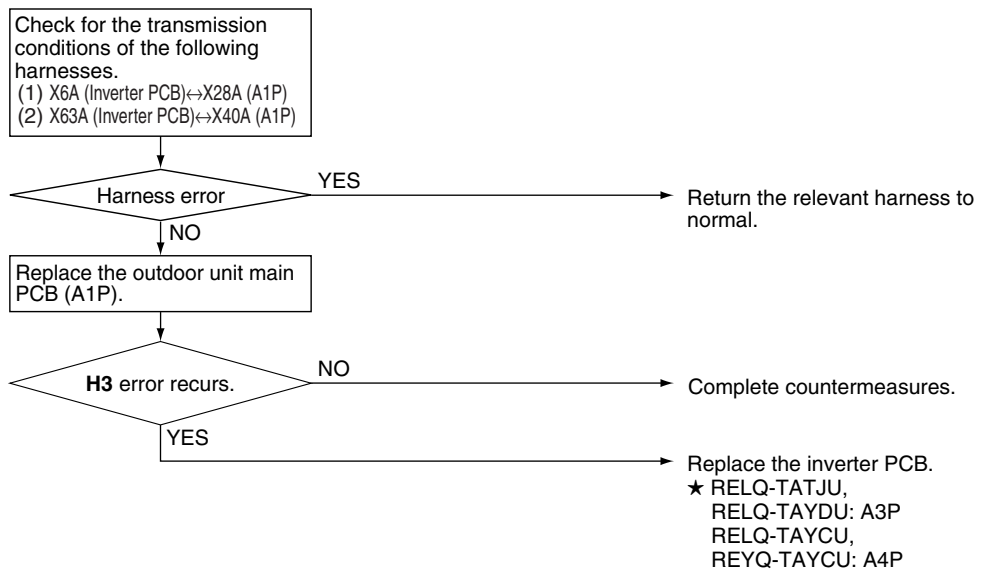 Check for the transmission
conditions of the following
harnesses.
(1) X6A (Inverter PCB)↔X28A (A1P)
(2) X63A (Inverter PCB)↔X40A (A1P)
Harness error
YES
Return the relevant harness to
normal.
NO
Replace the outdoor unit main
PCB (A1P).
H3 error recurs.
NO
Complete countermeasures.
YES
Replace the inverter PCB.
★ RELQ-TATJU,
RELQ-TAYDU: A3P
RELQ-TAYCU,
REYQ-TAYCU: A4P